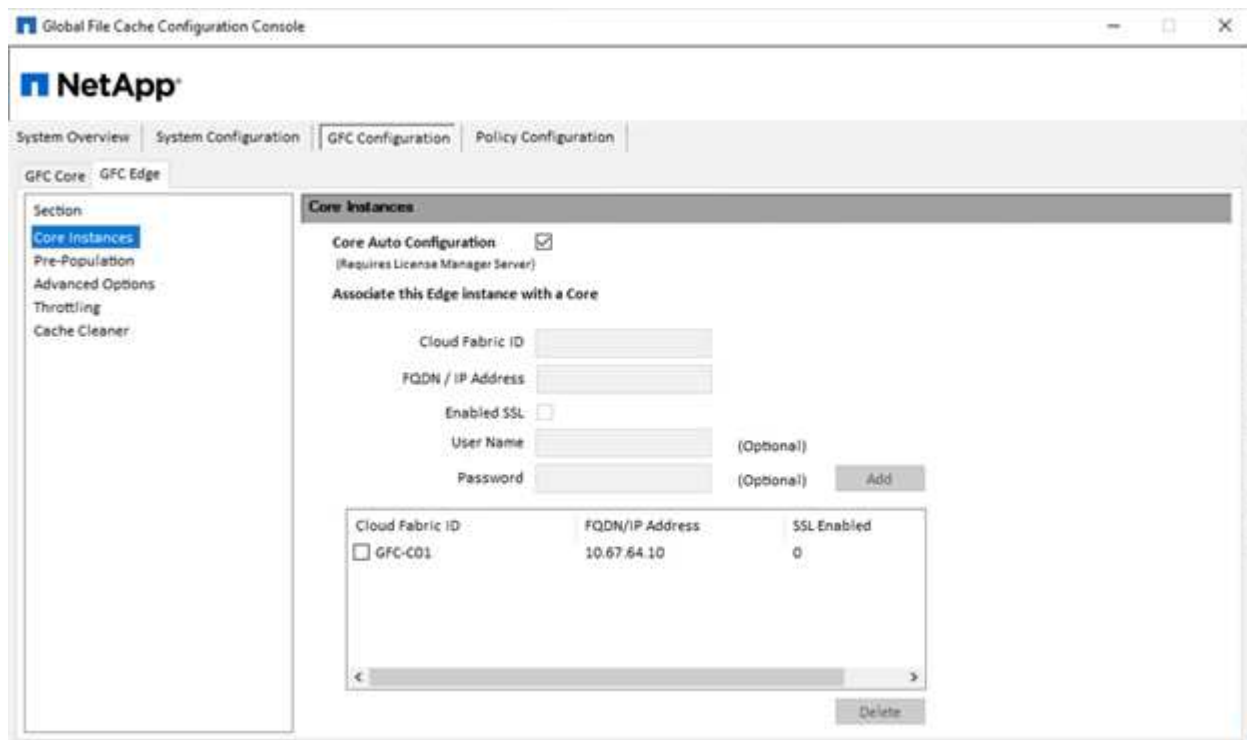 Global File Cache Configuration Console
NetApp
System Overview System Configuration GFC Configuration Policy Configuration
GFC Core GFC Edge
Section
Core Instances
Pre-Population
Advanced Options
Throttling
Cache Cleaner
Core Instances
Core Auto Configuration
(Requires License Manager Server)
Associate this Edge instance with a Core
Cloud Fabric ID
FQDN / IP Address
Enabled SSL
User Name (Optional)
Password (Optional) Add
Cloud Fabric ID FQDN/IP Address SSL Enabled
GFC-C01 10.67.64.10 0
Delete